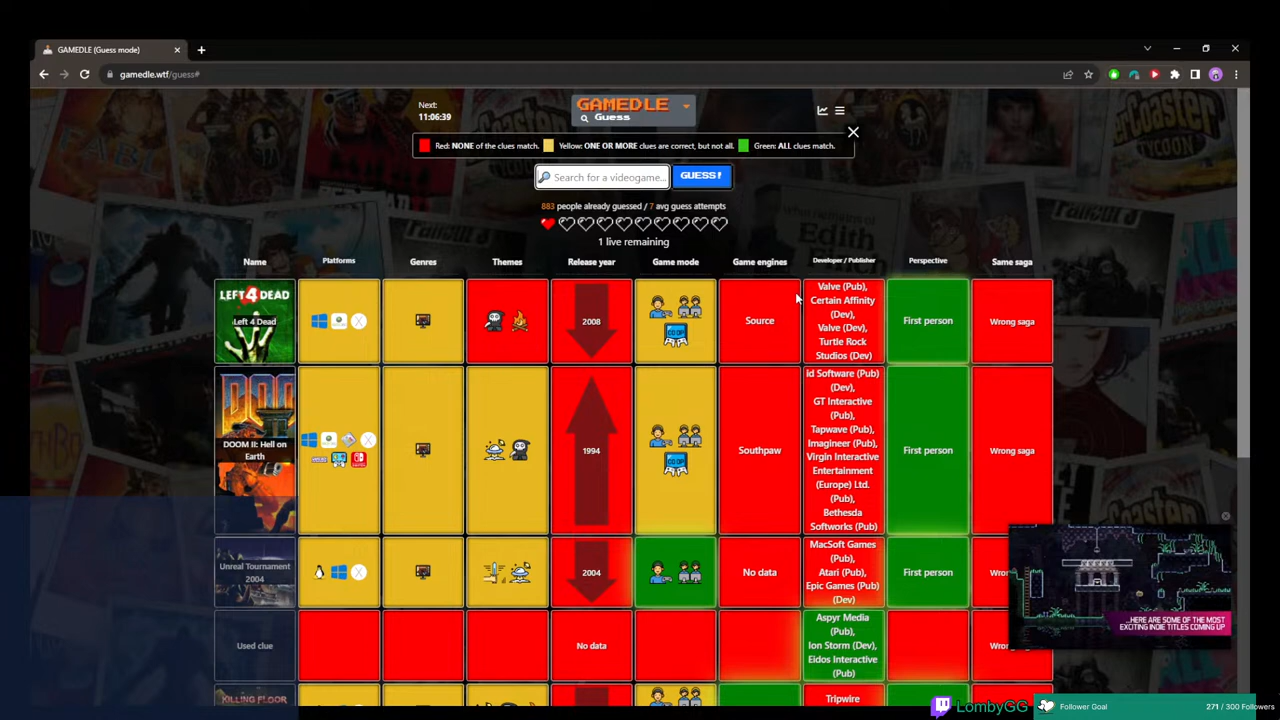 GAMEDLE (Guess mode)
gamedle.wtf/guess#
Next:
11:06:39
GAMEDLE
Guess
Red: NONE of the clues match. Yellow: ONE OR MORE clues are correct, but not all. Green: ALL clues match.
Search for a videogame... GUESS!
883 people already guessed / 7 avg guess attempts
1 live remaining
Name Platforms Genres Themes Release year Game mode Game engines Developer / Publisher Perspective Same saga
LEFT 4 DEAD
Left 4 Dead
2008
Source
Valve (Pub),
Certain Affinity
(Dev),
Valve (Dev),
Turtle Rock
Studios (Dev)
First person
Wrong saga
DOOM II
DOOM II: Hell on
Earth
1994
Southpaw
id Software (Pub)
(Dev),
GT Interactive
(Pub),
Tapwave (Pub),
Imagineer (Pub),
Virgin Interactive
Entertainment
(Europe) Ltd.
(Pub),
Bethesda
Softworks (Pub)
First person
Wrong saga
Unreal Tournament
2004
2004
No data
MacSoft Games
(Pub),
Atari (Pub),
Epic Games (Pub)
(Dev)
First person
Used clue
No data
Aspyr Media
(Pub),
Ion Storm (Dev),
Eidos Interactive
(Pub)
KILLING FLOOR
Tripwire
...HERE ARE SOME OF THE MOST
EXCITING INDIE TITLES COMING UP
LombyGG
Follower Goal
271 / 300 Followers